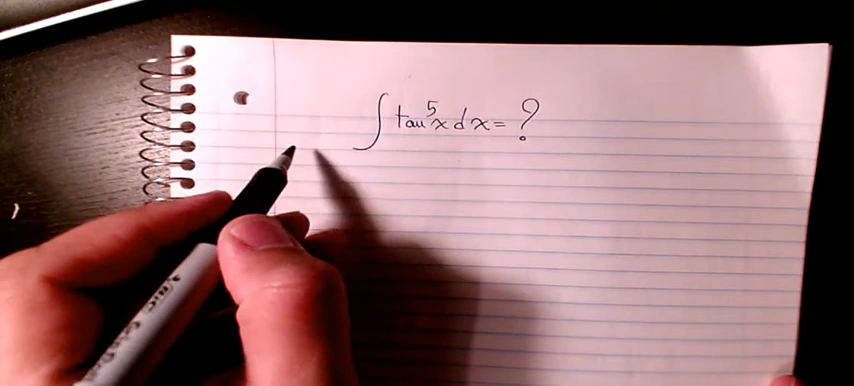 ∫ tan⁵x dx = ?